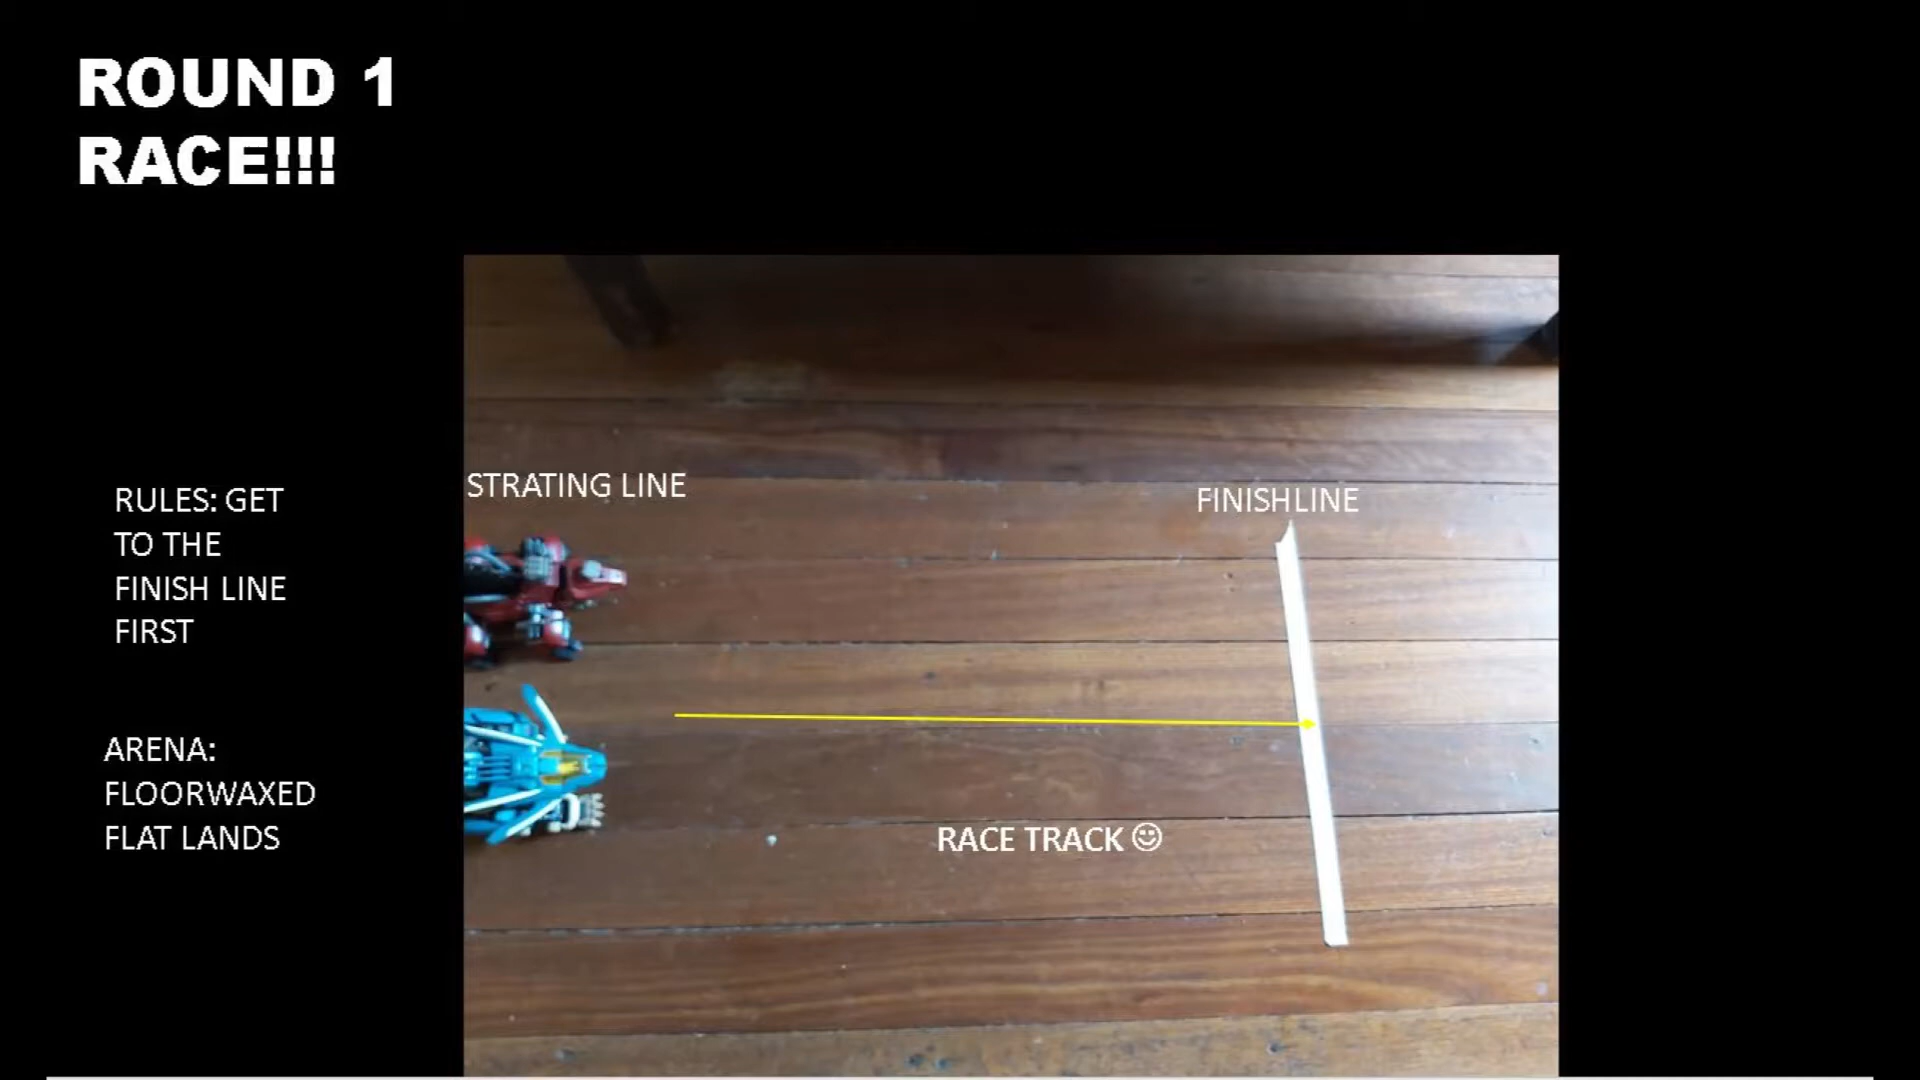 ROUND 1
RACE!!!
STRATING LINE
FINISHLINE
RULES: GET
TO THE
FINISH LINE
FIRST
ARENA:
FLOORWAXED
FLAT LANDS
RACE TRACK ☺